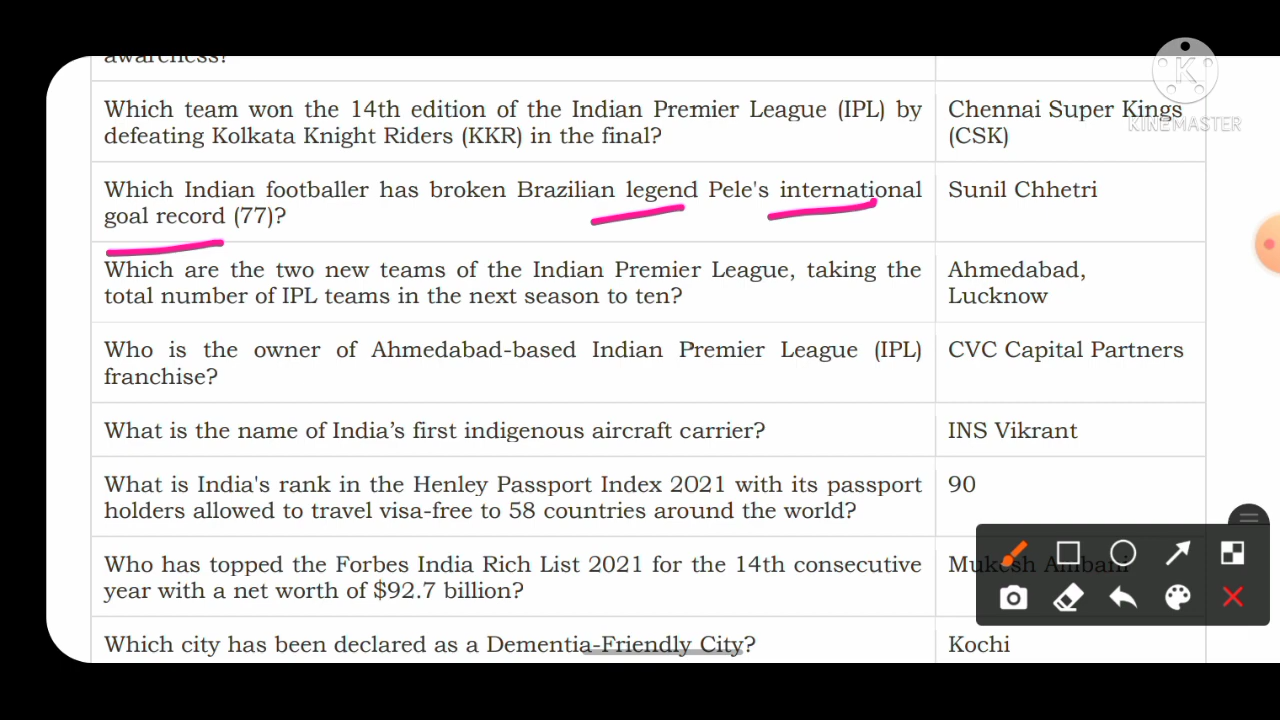 awareness?
Which team won the 14th edition of the Indian Premier League (IPL) by
defeating Kolkata Knight Riders (KKR) in the final?
Chennai Super Kings
(CSK)
K
KINEMASTER
Which Indian footballer has broken Brazilian legend Pele's international
goal record (77)?
Sunil Chhetri
Which are the two new teams of the Indian Premier League, taking the
total number of IPL teams in the next season to ten?
Ahmedabad,
Lucknow
Who is the owner of Ahmedabad-based Indian Premier League (IPL)
franchise?
CVC Capital Partners
What is the name of India’s first indigenous aircraft carrier?
INS Vikrant
What is India's rank in the Henley Passport Index 2021 with its passport
holders allowed to travel visa-free to 58 countries around the world?
90
Who has topped the Forbes India Rich List 2021 for the 14th consecutive
year with a net worth of $92.7 billion?
Mukesh Ambani
Which city has been declared as a Dementia-Friendly City?
Kochi